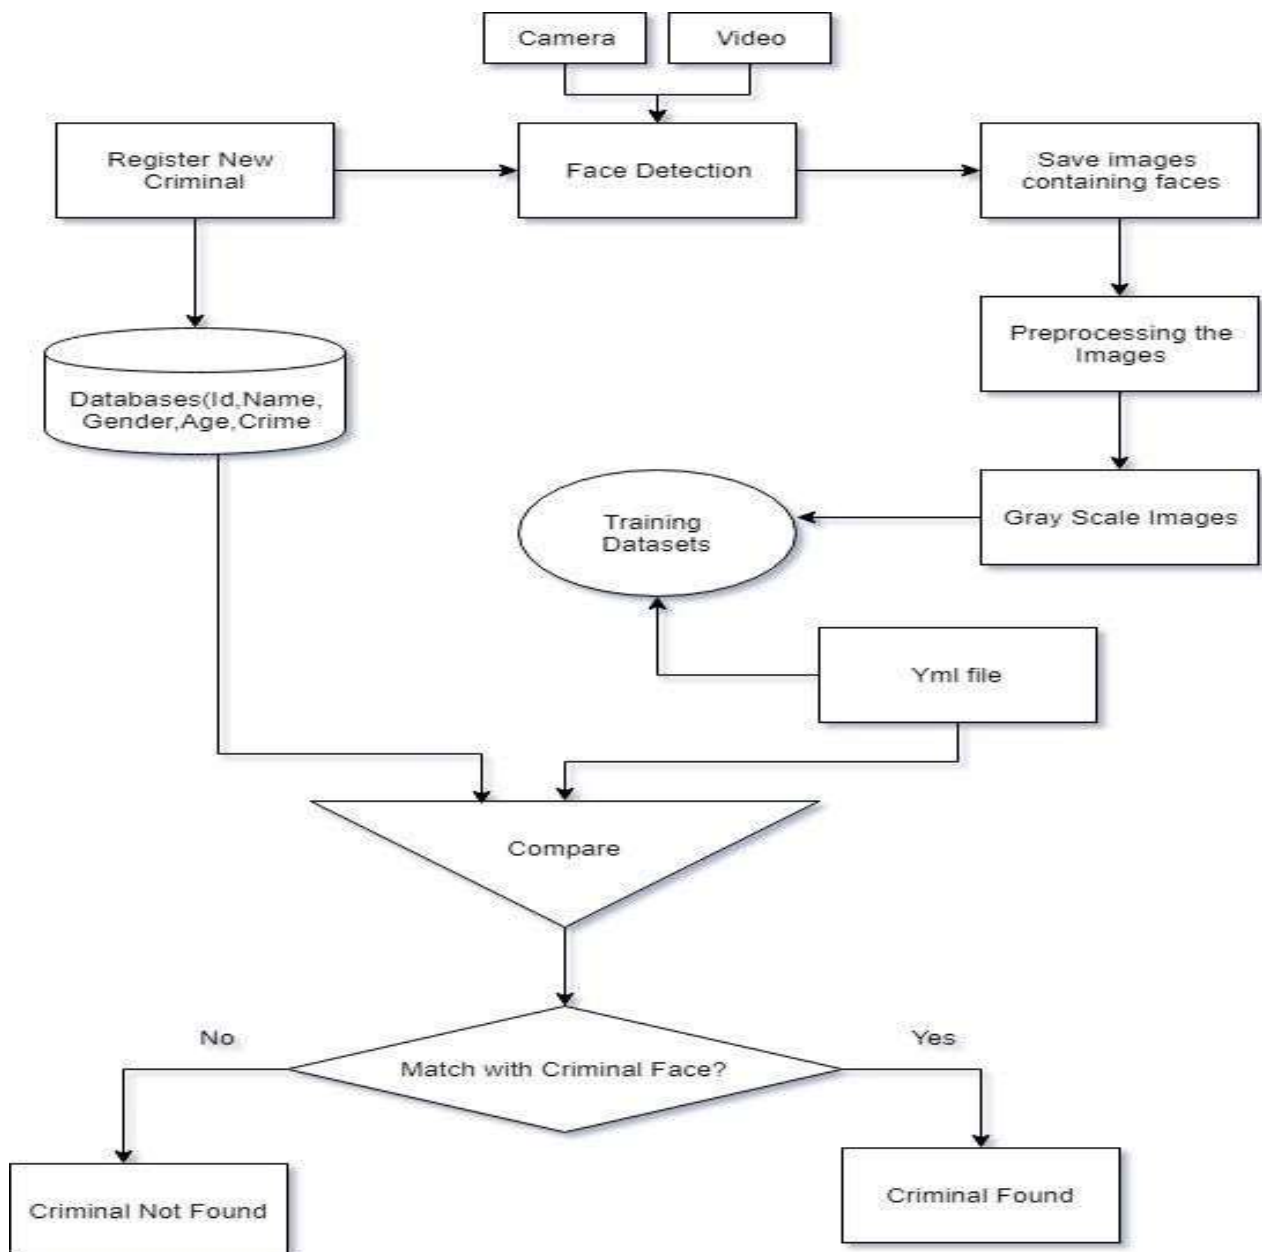 Camera
Video
Register New
Criminal
Face Detection
Save images
containing faces
Preprocessing the
Images
Databases(Id,Name,
Gender,Age,Crime
Training
Datasets
Gray Scale Images
Yml file
Compare
No
Yes
Match with Criminal Face?
Criminal Not Found
Criminal Found